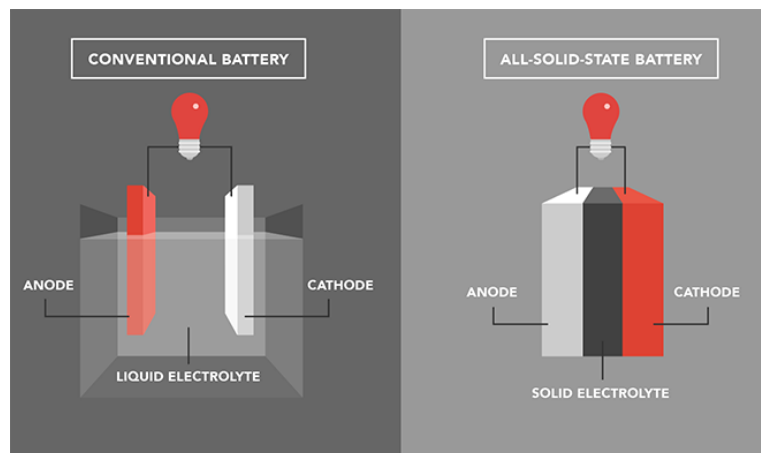 CONVENTIONAL BATTERY
ANODE
CATHODE
LIQUID ELECTROLYTE
ALL-SOLID-STATE BATTERY
ANODE
CATHODE
SOLID ELECTROLYTE